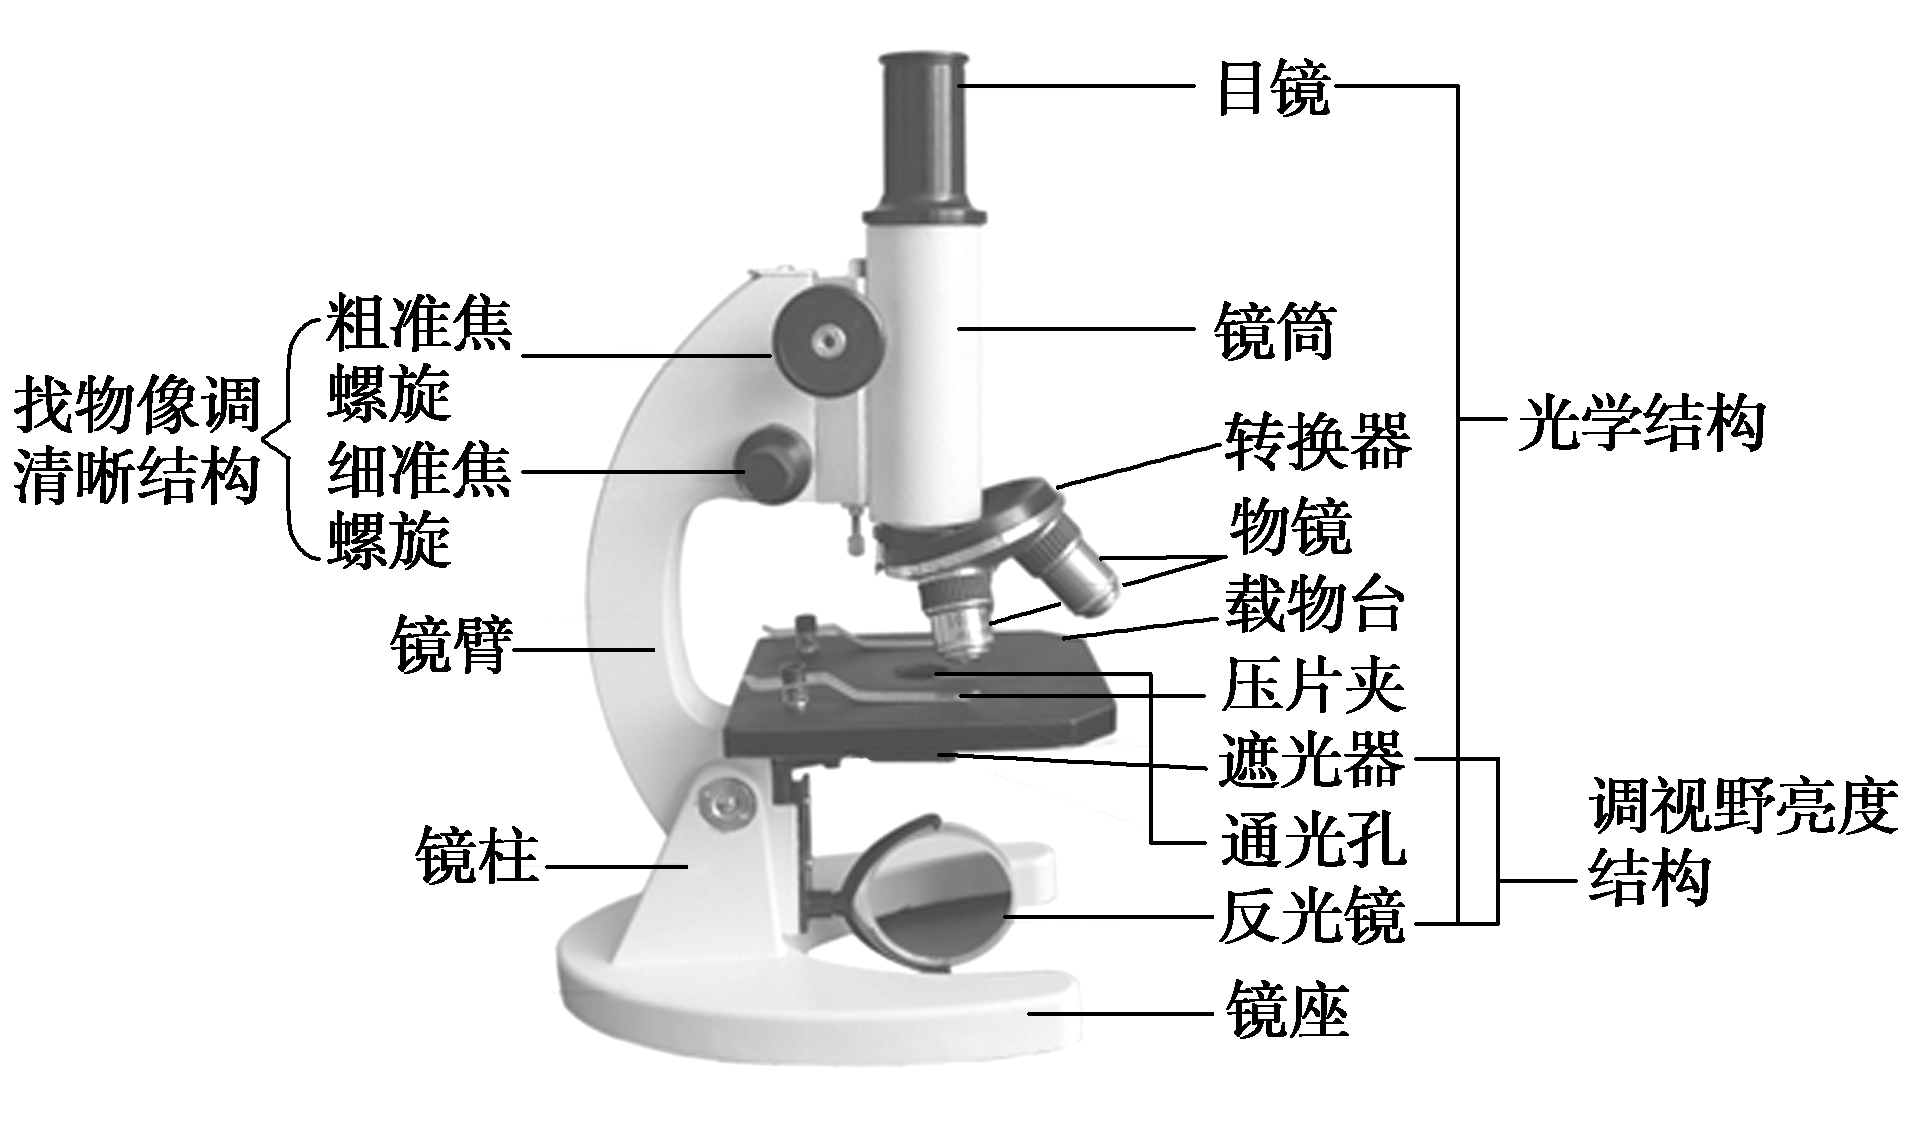 目镜
粗准焦
螺旋
镜筒
找物像调
清晰结构
光学结构
转换器
细准焦
螺旋
物镜
载物台
镜臂
压片夹
遮光器
调视野亮度
结构
通光孔
镜柱
反光镜
镜座